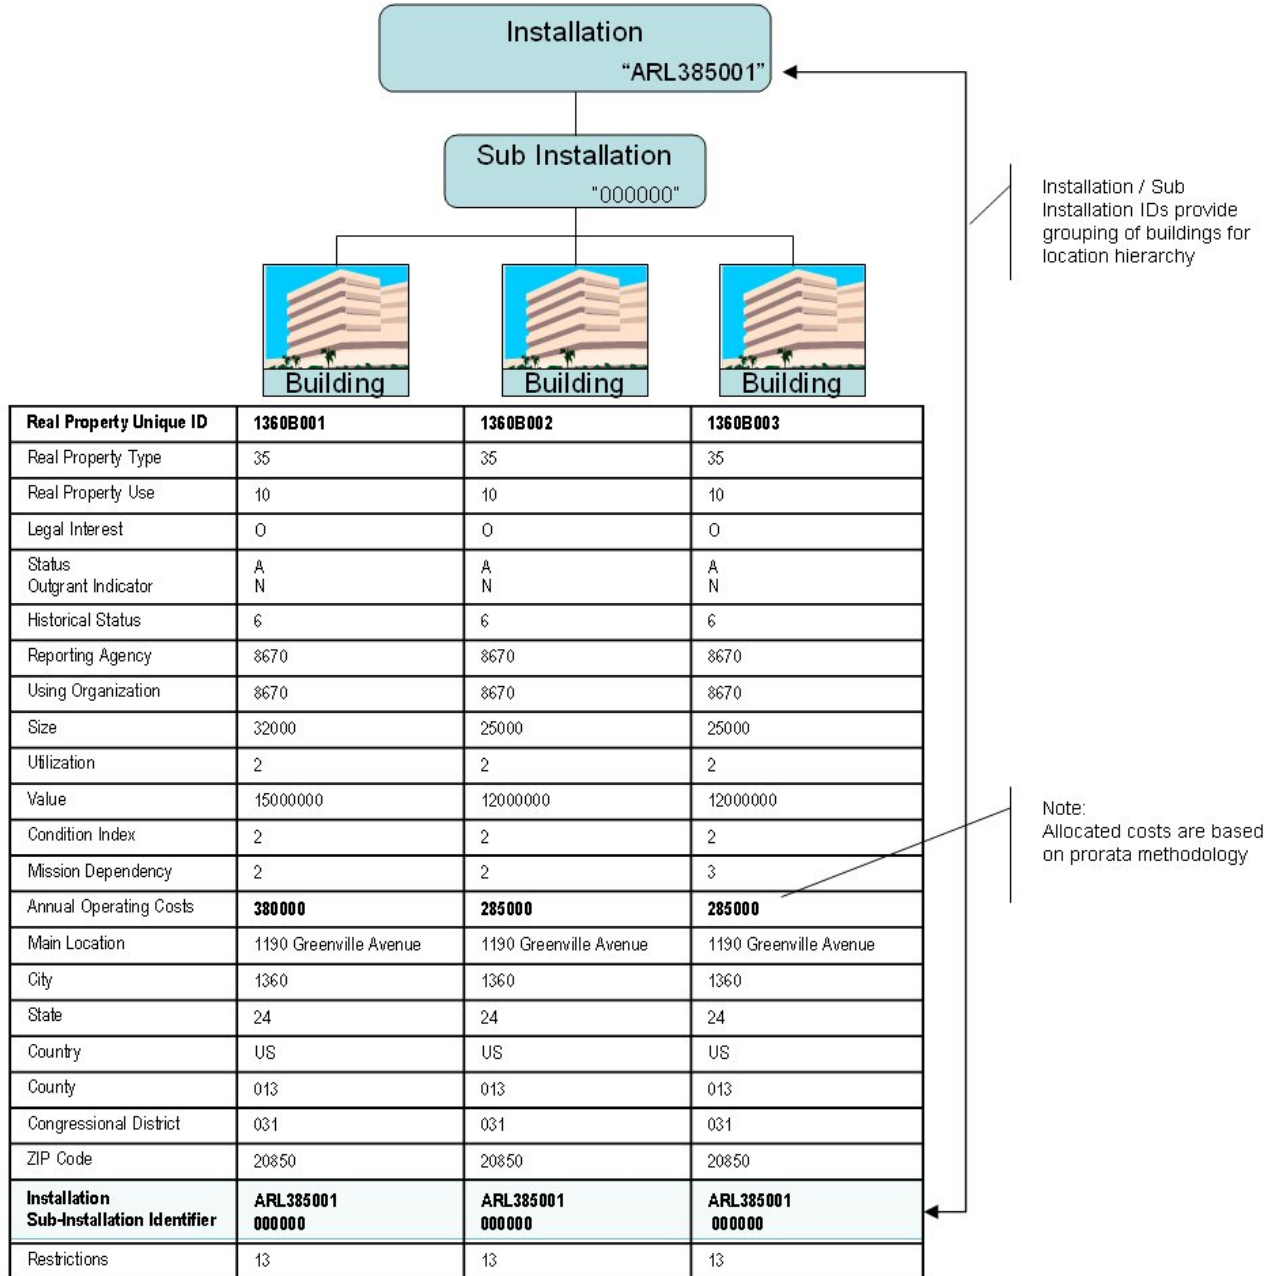 Installation
“ARL385001”
Sub Installation
"000000"
Installation / Sub
Installation IDs provide
grouping of buildings for
location hierarchy
Building Building Building
Real Property Unique ID 1360B001 1360B002 1360B003
Real Property Type 35 35 35
Real Property Use 10 10 10
Legal Interest O O O
Status A A A
Outgrant Indicator N N N
Historical Status 6 6 6
Reporting Agency 8670 8670 8670
Using Organization 8670 8670 8670
Size 32000 25000 25000
Utilization 2 2 2
Value 15000000 12000000 12000000
Condition Index 2 2 2
Mission Dependency 2 2 3
Annual Operating Costs 380000 285000 285000
Note:
Allocated costs are based
on prorata methodology
Main Location 1190 Greenville Avenue 1190 Greenville Avenue 1190 Greenville Avenue
City 1360 1360 1360
State 24 24 24
Country US US US
County 013 013 013
Congressional District 031 031 031
ZIP Code 20850 20850 20850
Installation ARL385001 ARL385001 ARL385001
Sub-Installation Identifier 000000 000000 000000
Restrictions 13 13 13